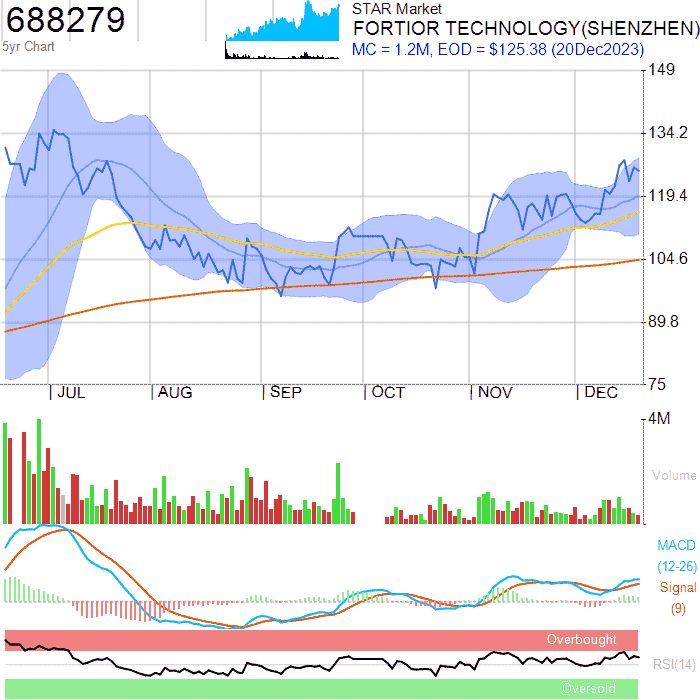 688279
5yr Chart
STAR Market
FORTIOR TECHNOLOGY(SHENZHEN)
MC = 1.2M, EOD = $125.38 (20Dec2023)
149
134.2
119.4
104.6
89.8
75
JUL AUG SEP OCT NOV DEC
4M
Volume
MACD
(12-26)
Signal
(9)
Overbought
RSI(14)
Oversold